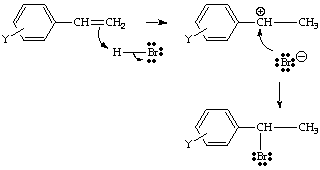 CH=CH₂ CH—CH₃
Y H—Br Y Br
CH—CH₃
Y Br